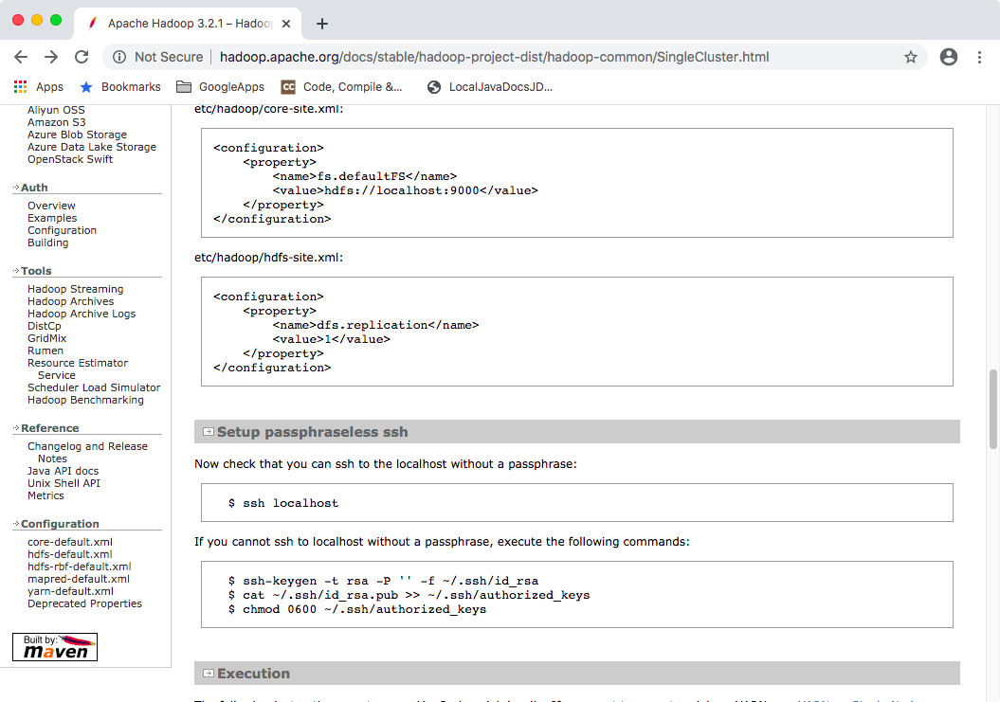 Apache Hadoop 3.2.1 – Hadoo
Not Secure
hadoop.apache.org/docs/stable/hadoop-project-dist/hadoop-common/SingleCluster.html
Apps
Bookmarks
GoogleApps
CC
Code, Compile &...
LocalJavaDocsJD...
Aliyun OSS
Amazon S3
Azure Blob Storage
Azure Data Lake Storage
OpenStack Swift
Auth
Overview
Examples
Configuration
Building
Tools
Hadoop Streaming
Hadoop Archives
Hadoop Archive Logs
DistCp
GridMix
Rumen
Resource Estimator
Service
Scheduler Load Simulator
Hadoop Benchmarking
Reference
Changelog and Release
Notes
Java API docs
Unix Shell API
Metrics
Configuration
core-default.xml
hdfs-default.xml
hdfs-rbf-default.xml
mapred-default.xml
yarn-default.xml
Deprecated Properties
Built by:
maven
etc/hadoop/core-site.xml:
<configuration>
    <property>
        <name>fs.defaultFS</name>
        <value>hdfs://localhost:9000</value>
    </property>
</configuration>
etc/hadoop/hdfs-site.xml:
<configuration>
    <property>
        <name>dfs.replication</name>
        <value>1</value>
    </property>
</configuration>
Setup passphraseless ssh
Now check that you can ssh to the localhost without a passphrase:
$ ssh localhost
If you cannot ssh to localhost without a passphrase, execute the following commands:
$ ssh-keygen -t rsa -P '' -f ~/.ssh/id_rsa
$ cat ~/.ssh/id_rsa.pub >> ~/.ssh/authorized_keys
$ chmod 0600 ~/.ssh/authorized_keys
Execution